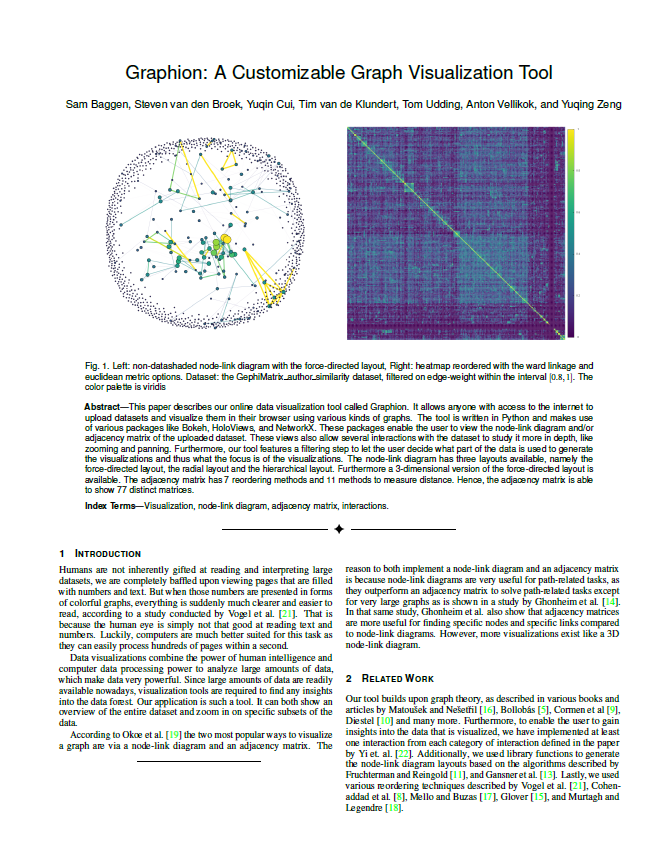 Graphion: A Customizable Graph Visualization Tool
Sam Baggen, Steven van den Broek, Yuqin Cui, Tim van de Klundert, Tom Udding, Anton Vellikok, and Yuqing Zeng
Fig. 1. Left: non-datashaded node-link diagram with the force-directed layout, Right: heatmap reordered with the ward linkage and
euclidean metric options. Dataset: the GephiMatrix_author_similarity dataset, filtered on edge-weight within the interval [0.8,1]. The
color palette is viridis
Abstract—This paper describes our online data visualization tool called Graphion. It allows anyone with access to the internet to
upload datasets and visualize them in their browser using various kinds of graphs. The tool is written in Python and makes use
of various packages like Bokeh, HoloViews, and NetworkX. These packages enable the user to view the node-link diagram and/or
adjacency matrix of the uploaded dataset. These views also allow several interactions with the dataset to study it more in depth, like
zooming and panning. Furthermore, our tool features a filtering step to let the user decide what part of the data is used to generate
the visualizations and thus what the focus is of the visualizations. The node-link diagram has three layouts available, namely the
force-directed layout, the radial layout and the hierarchical layout. Furthermore a 3-dimensional version of the force-directed layout is
available. The adjacency matrix has 7 reordering methods and 11 methods to measure distance. Hence, the adjacency matrix is able
to show 77 distinct matrices.
Index Terms—Visualization, node-link diagram, adjacency matrix, interactions.
1 INTRODUCTION
Humans are not inherently gifted at reading and interpreting large
datasets, we are completely baffled upon viewing pages that are filled
with numbers and text. But when those numbers are presented in forms
of colorful graphs, everything is suddenly much clearer and easier to
read, according to a study conducted by Vogel et al. [21]. That is
because the human eye is simply not that good at reading text and
numbers. Luckily, computers are much better suited for this task as
they can easily process hundreds of pages within a second.
Data visualizations combine the power of human intelligence and
computer data processing power to analyze large amounts of data,
which make data very powerful. Since large amounts of data are readily
available nowadays, visualization tools are required to find any insights
into the data forest. Our application is such a tool. It can both show an
overview of the entire dataset and zoom in on specific subsets of the
data.
According to Okoe et al. [19] the two most popular ways to visualize
a graph are via a node-link diagram and an adjacency matrix. The
reason to both implement a node-link diagram and an adjacency matrix
is because node-link diagrams are very useful for path-related tasks, as
they outperform an adjacency matrix to solve path-related tasks except
for very large graphs as is shown in a study by Ghonheim et al. [14].
In that same study, Ghonheim et al. also show that adjacency matrices
are more useful for finding specific nodes and specific links compared
to node-link diagrams. However, more visualizations exist like a 3D
node-link diagram.
2 RELATED WORK
Our tool builds upon graph theory, as described in various books and
articles by Matoušek and Nešetřil [16], Bollobás [5], Cormen et al [9],
Diestel [10] and many more. Furthermore, to enable the user to gain
insights into the data that is visualized, we have implemented at least
one interaction from each category of interaction defined in the paper
by Yi et. al. [22]. Additionally, we used library functions to generate
the node-link diagram layouts based on the algorithms described by
Fruchterman and Reingold [11], and Gansner et al. [13]. Lastly, we used
various reordering techniques described by Vogel et al. [21], Cohen-
addad et al. [8], Mello and Buzas [17], Glover [15], and Murtagh and
Legendre [18].